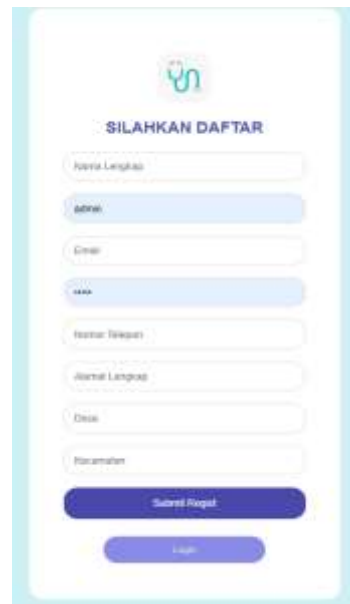 SILAHKAN DAFTAR
Nama Lengkap
admin
Email
•••••
Nomor Telepon
Alamat Lengkap
Desa
Kecamatan
Submit Regist
Login